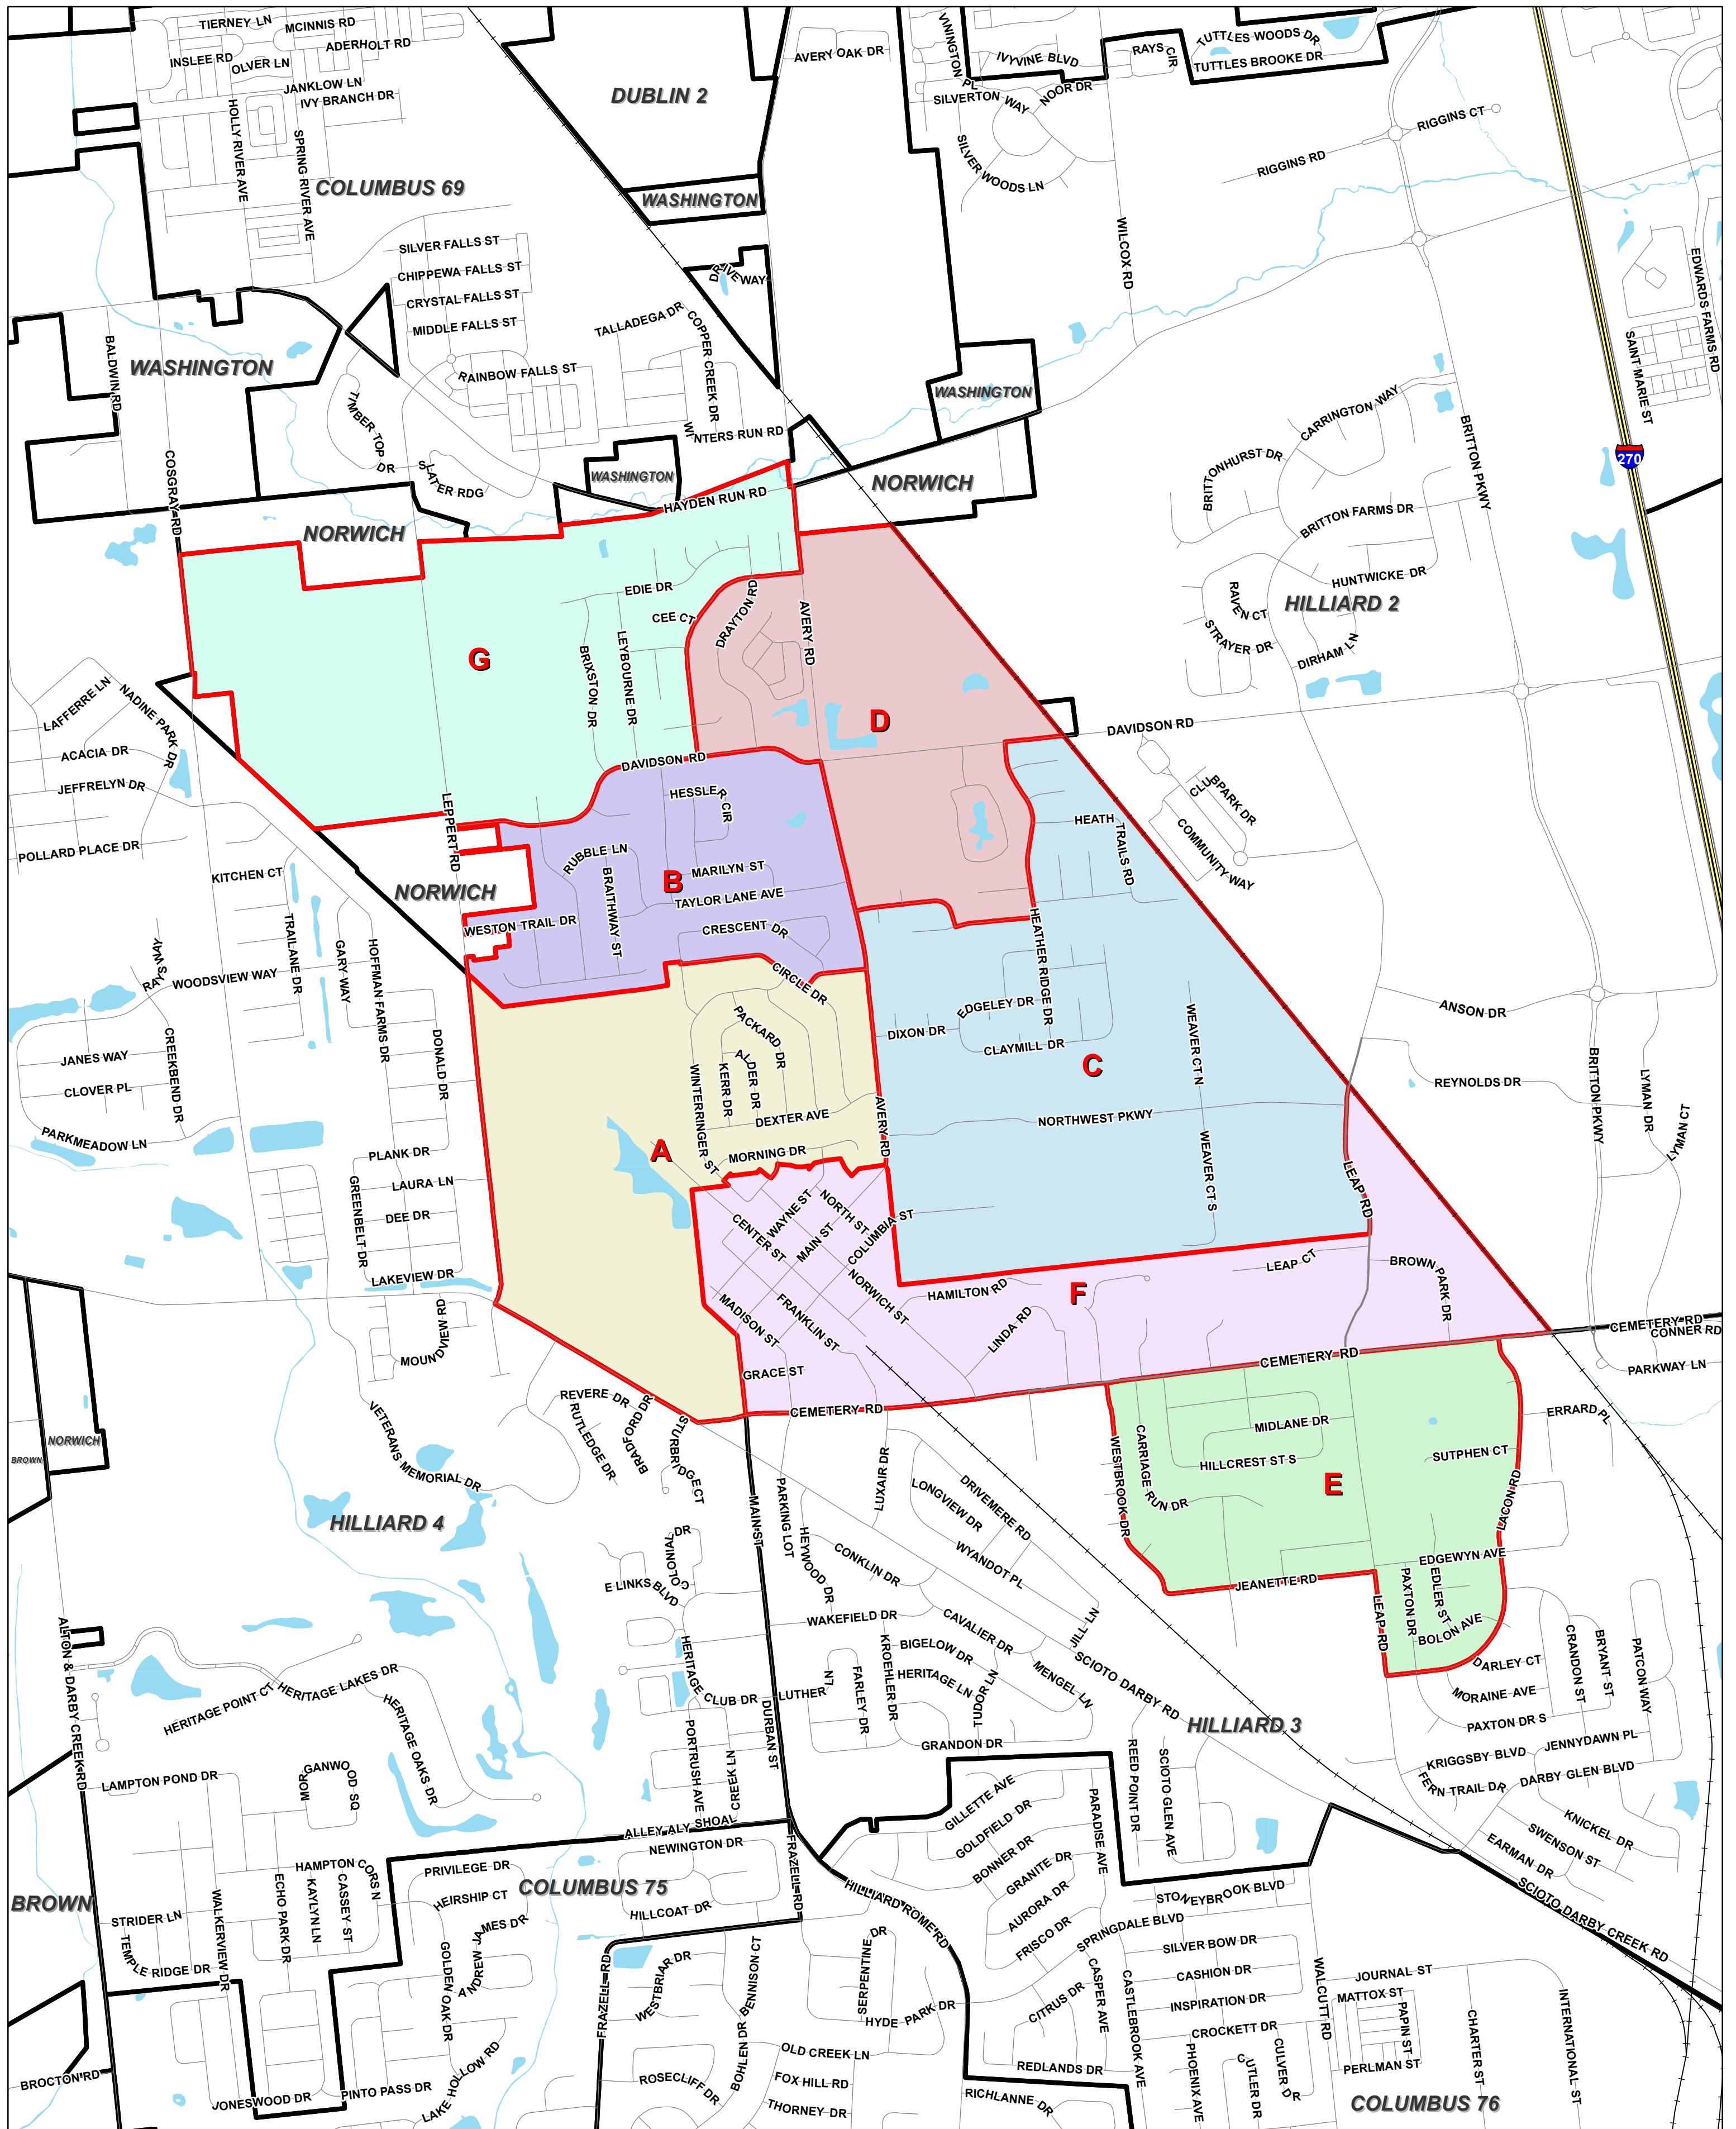 TIERNEY LN
MCINNIS RD
ADERHOLT RD
INSLEE RD
OLVER LN
JANKLOW LN
IVY BRANCH DR
HOLLY RIVER AVE
SPRING RIVER AVE
COLUMBUS 69
DUBLIN 2
WASHINGTON
AVERY OAK DR
VININGTON PL
IVYVINE BLVD
RAYS CIR
TUTTLES WOODS DR
TUTTLES BROOKE DR
SILVERTON WAY
NOOR DR
SILVER WOODS LN
RIGGINS CT
RIGGINS RD
WILCOX RD
EDWARDS FARMS RD
SAINT MARIE ST
SILVER FALLS ST
CHIPPEWA FALLS ST
CRYSTAL FALLS ST
MIDDLE FALLS ST
RAINBOW FALLS ST
DRIVEWAY
TALLADEGA DR
COPPER CREEK DR
WINTERS RUN RD
BALDWIN RD
WASHINGTON
WASHINGTON
TIMBER TOP DR
SLATER RDG
WASHINGTON
COSGRAY RD
NORWICH
NORWICH
HAYDEN RUN RD
CARRINGTON WAY
BRITTONHURST DR
BRITTON PKWY
BRITTON FARMS DR
HUNTWICKE DR
RAVEN CT
STRAYER DR
DIRHAM LN
HILLIARD 2
270
EDIE DR
CEE CT
DRAYTON RD
AVERY RD
BRIXSTON DR
LEYBOURNE DR
G
D
DAVIDSON RD
DAVIDSON RD
LAFFERRE LN
NADINE PARK DR
ACACIA DR
JEFFRELYN DR
POLLARD PLACE DR
KITCHEN CT
LEPPERT RD
NORWICH
HESSLER CIR
RUBBLE LN
BRAITHWAY ST
MARILYN ST
B
TAYLOR LANE AVE
WESTON TRAIL DR
CRESCENT DR
CIRCLE DR
HEATH TRAILS RD
CLUBPARK DR
COMMUNITY WAY
HEATHER RIDGE DR
TRAILANE DR
GARY WAY
HOFFMAN FARMS DR
RAYS WAY
WOODSVIEW WAY
CREEKBEND DR
JANES WAY
CLOVER PL
PARKMEADOW LN
DONALD DR
PLANK DR
LAURA LN
DEE DR
GREENBELT DR
LAKEVIEW DR
PACKARD DR
ALDER DR
KERR DR
WINTERRINGER ST
DEXTER AVE
MORNING DR
AVERY RD
A
DIXON DR
EDGELEY DR
CLAYMILL DR
C
WEAVER CT N
NORTHWEST PKWY
WEAVER CT S
LEAP RD
ANSON DR
REYNOLDS DR
BRITTON PKWY
LYMAN DR
LYMAN CT
WAYNE ST
NORTH ST
CENTER ST
MAIN ST
COLUMBIA ST
NORWICH ST
FRANKLIN ST
MADISON ST
GRACE ST
HAMILTON RD
LINDA RD
F
LEAP CT
BROWN PARK DR
CEMETERY RD
CEMETERY RD
CEMETERY RD
CONNER RD
PARKWAY LN
MOUNDVIEW RD
VETERANS MEMORIAL DR
REVERE DR
RUTLEDGE DR
BRADFORD DR
STURBRIDGE CT
NORWICH
BROWN
HILLIARD 4
MIDLANE DR
HILLCREST ST S
CARRIAGE RUN DR
WESTBROOK DR
E
SUTPHEN CT
ERRARD PL
LACON RD
EDGEWYN AVE
JEANETTE RD
LEAP RD
PAXTON DR
EDLER ST
BOLON AVE
DARLEY CT
MORAINE AVE
PAXTON DR S
CRANDON ST
BRYANT ST
PATCON WAY
JENNYDAWN PL
KRIGGSBY BLVD
FERN TRAIL DR
DARBY GLEN BLVD
KNICKEL DR
SWENSON ST
EARMAN DR
LUXAIR DR
PARKING LOT
HEYWOOD DR
LONGVIEW DR
DRIVEMERE RD
WYANDOT PL
CONKLIN DR
MAIN ST
COLONIAL DR
E LINKS BLVD
WAKEFIELD DR
CAVALIER DR
JILL LN
BIGELOW DR
HERITAGE LN
KROEHLER DR
MENGEL LN
TUDOR LN
FARLEY DR
LUTHER LN
GRANDON DR
SCIOTO DARBY RD
HILLIARD 3
HERITAGE CLUB DR
DURBAN ST
PORTRUSH AVE
CREEK LN
ALTON & DARBY CREEK RD
HERITAGE POINT CT
HERITAGE LAKES DR
HERITAGE OAKS DR
LAMPTON POND DR
GANWOOD SQ
MOR
REED POINT DR
SCIOTO GLEN AVE
PARADISE AVE
GILLETTE AVE
GOLDFIELD DR
BONNER DR
GRANITE DR
AURORA DR
FRISCO DR
ALLEY ALY SHOAL
NEWINGTON DR
FRAZELL RD
HILLIARD ROME RD
HILLCOAT DR
COLUMBUS 75
PRIVILEGE DR
HEIRSHIP CT
ANDREW JAMES DR
GOLDEN OAK DR
HAMPTON CORS N
CASSEY ST
KAYLYN LN
ECHO PARK DR
WALKERVIEW DR
STRIDER LN
TEMPLE RIDGE DR
BROWN
STONEYBROOK BLVD
SPRINGDALE BLVD
SILVER BOW DR
CASHION DR
INSPIRATION DR
CROCKETT DR
CITRUS DR
CASPER AVE
CASTLEBROOK AVE
REDLANDS DR
RICHLANNE DR
PHOENIX AVE
CUTLER DR
CULVER DR
WALCUTT RD
JOURNAL ST
MATTOX ST
PAPIN ST
PERLMAN ST
CHARTER ST
INTERNATIONAL ST
SCIOTO DARBY CREEK RD
COLUMBUS 76
FRAZELL RD
WESTBRIAR DR
BENNISON CT
SERPENTINE DR
HYDE PARK DR
OLD CREEK LN
FOX HILL RD
THORNEY DR
BOHLEN DR
ROSECLIFF DR
LAKE HOLLOW RD
PINTO PASS DR
JONESWOOD DR
BROCTON RD